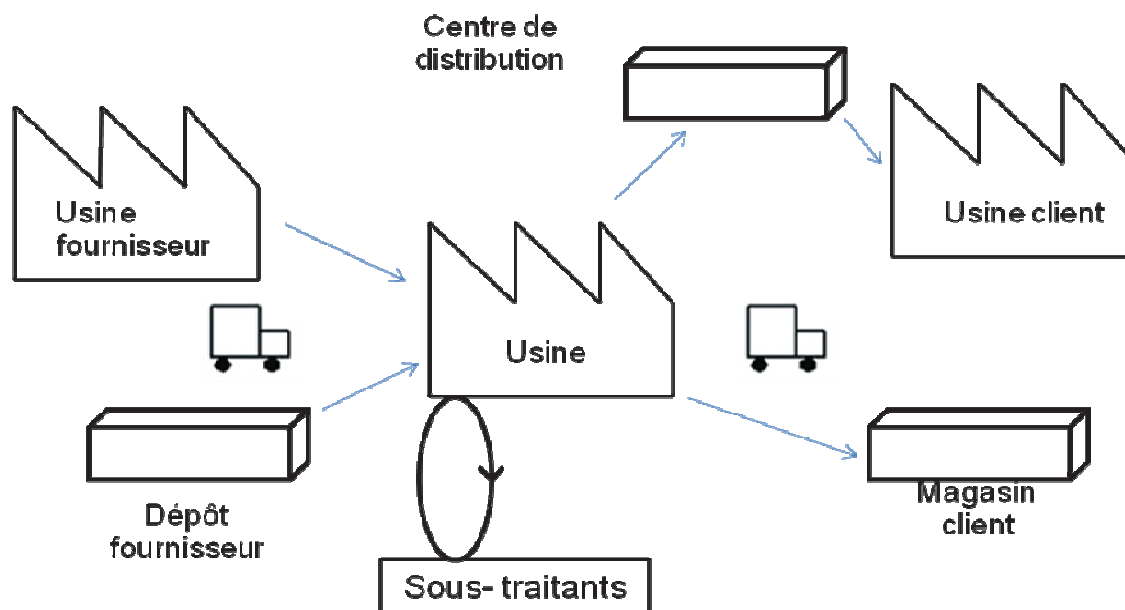 Centre de
distribution
Usine
fournisseur
Usine client
Usine
Dépôt
fournisseur
Magasin
client
Sous- traitants